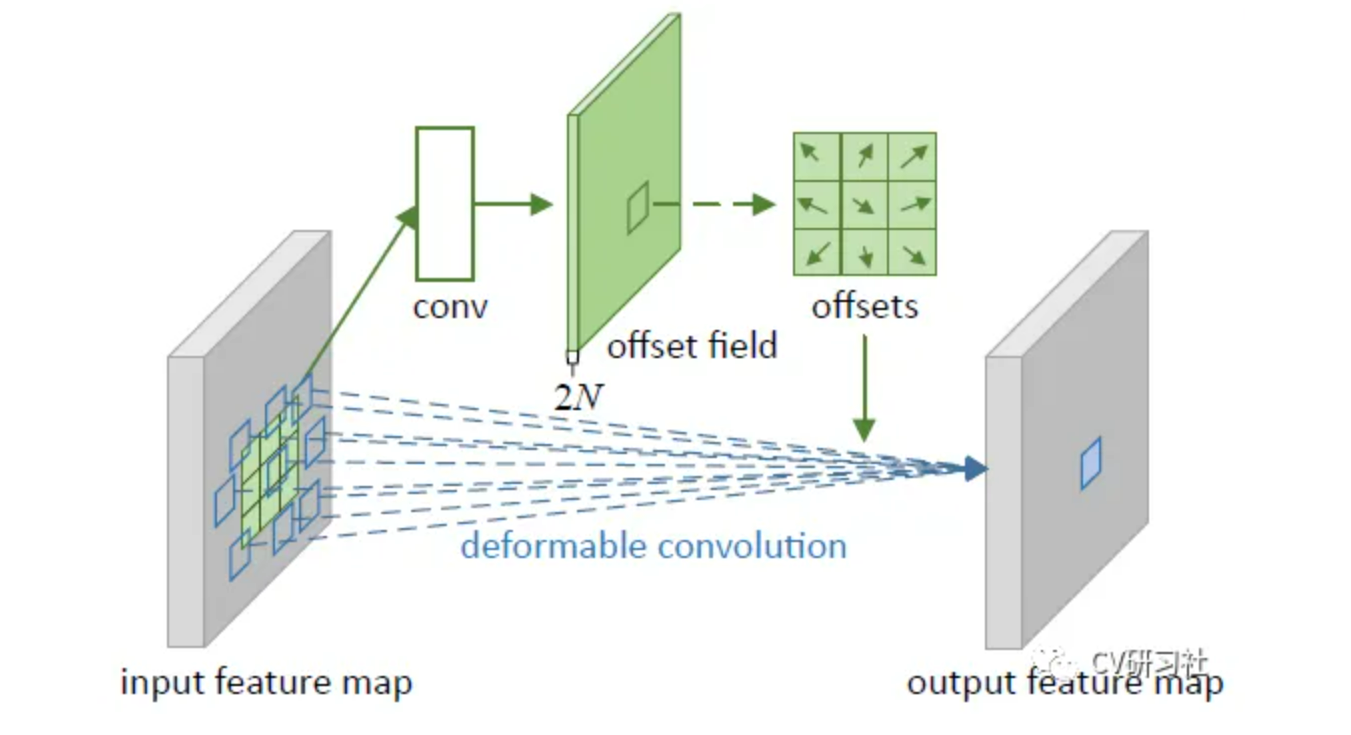 conv
offsets
offset field
2N
deformable convolution
input feature map
output feature map
CV研习社